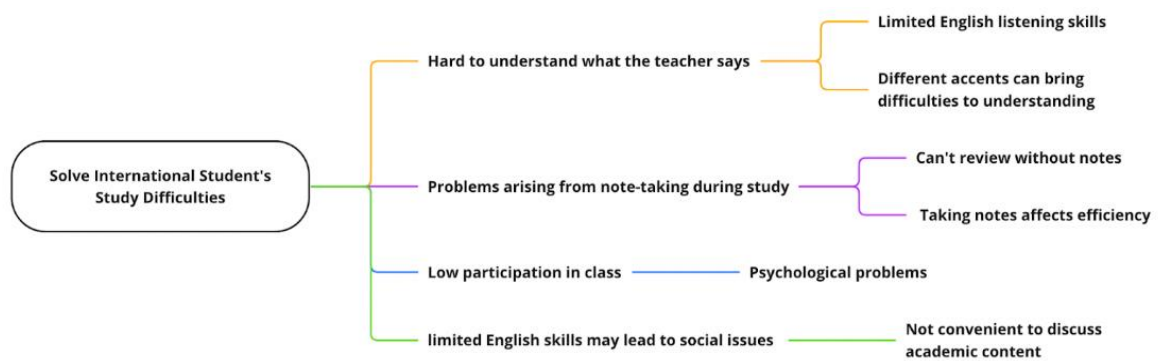 Solve International Student's
Study Difficulties
Hard to understand what the teacher says
Limited English listening skills
Different accents can bring
difficulties to understanding
Problems arising from note-taking during study
Can't review without notes
Taking notes affects efficiency
Low participation in class
Psychological problems
limited English skills may lead to social issues
Not convenient to discuss
academic content